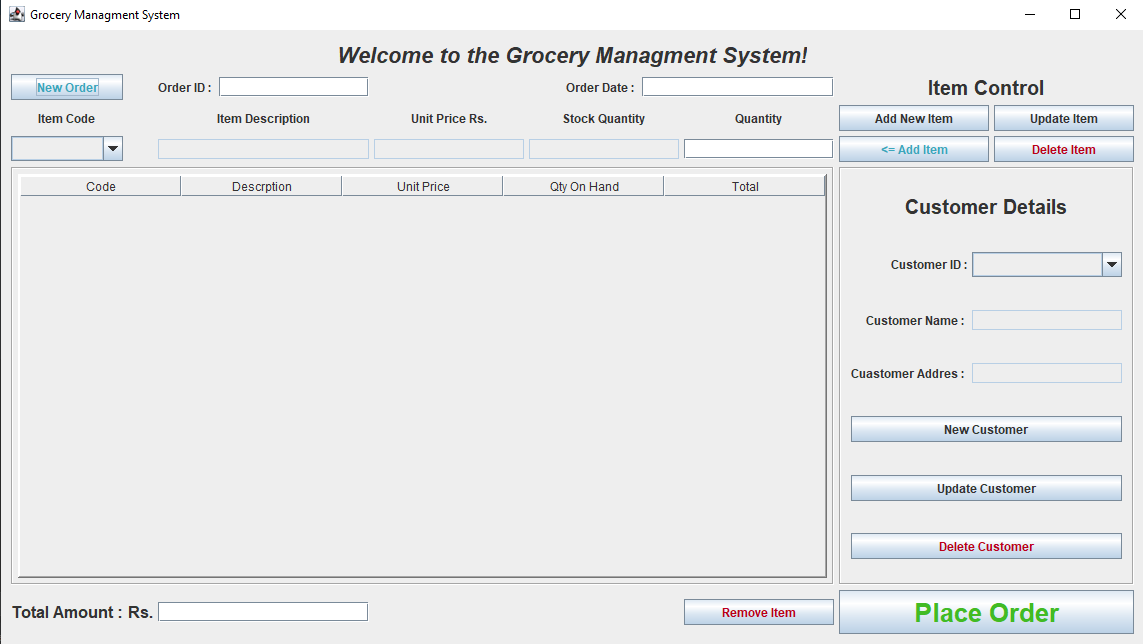 Grocery Managment System
Welcome to the Grocery Managment System!
New Order
Order ID :
Order Date :
Item Control
Item Code
Item Description
Unit Price Rs.
Stock Quantity
Quantity
Add New Item
Update Item
<= Add Item
Delete Item
Code
Descrption
Unit Price
Qty On Hand
Total
Customer Details
Customer ID :
Customer Name :
Cuastomer Addres :
New Customer
Update Customer
Delete Customer
Total Amount : Rs.
Remove Item
Place Order